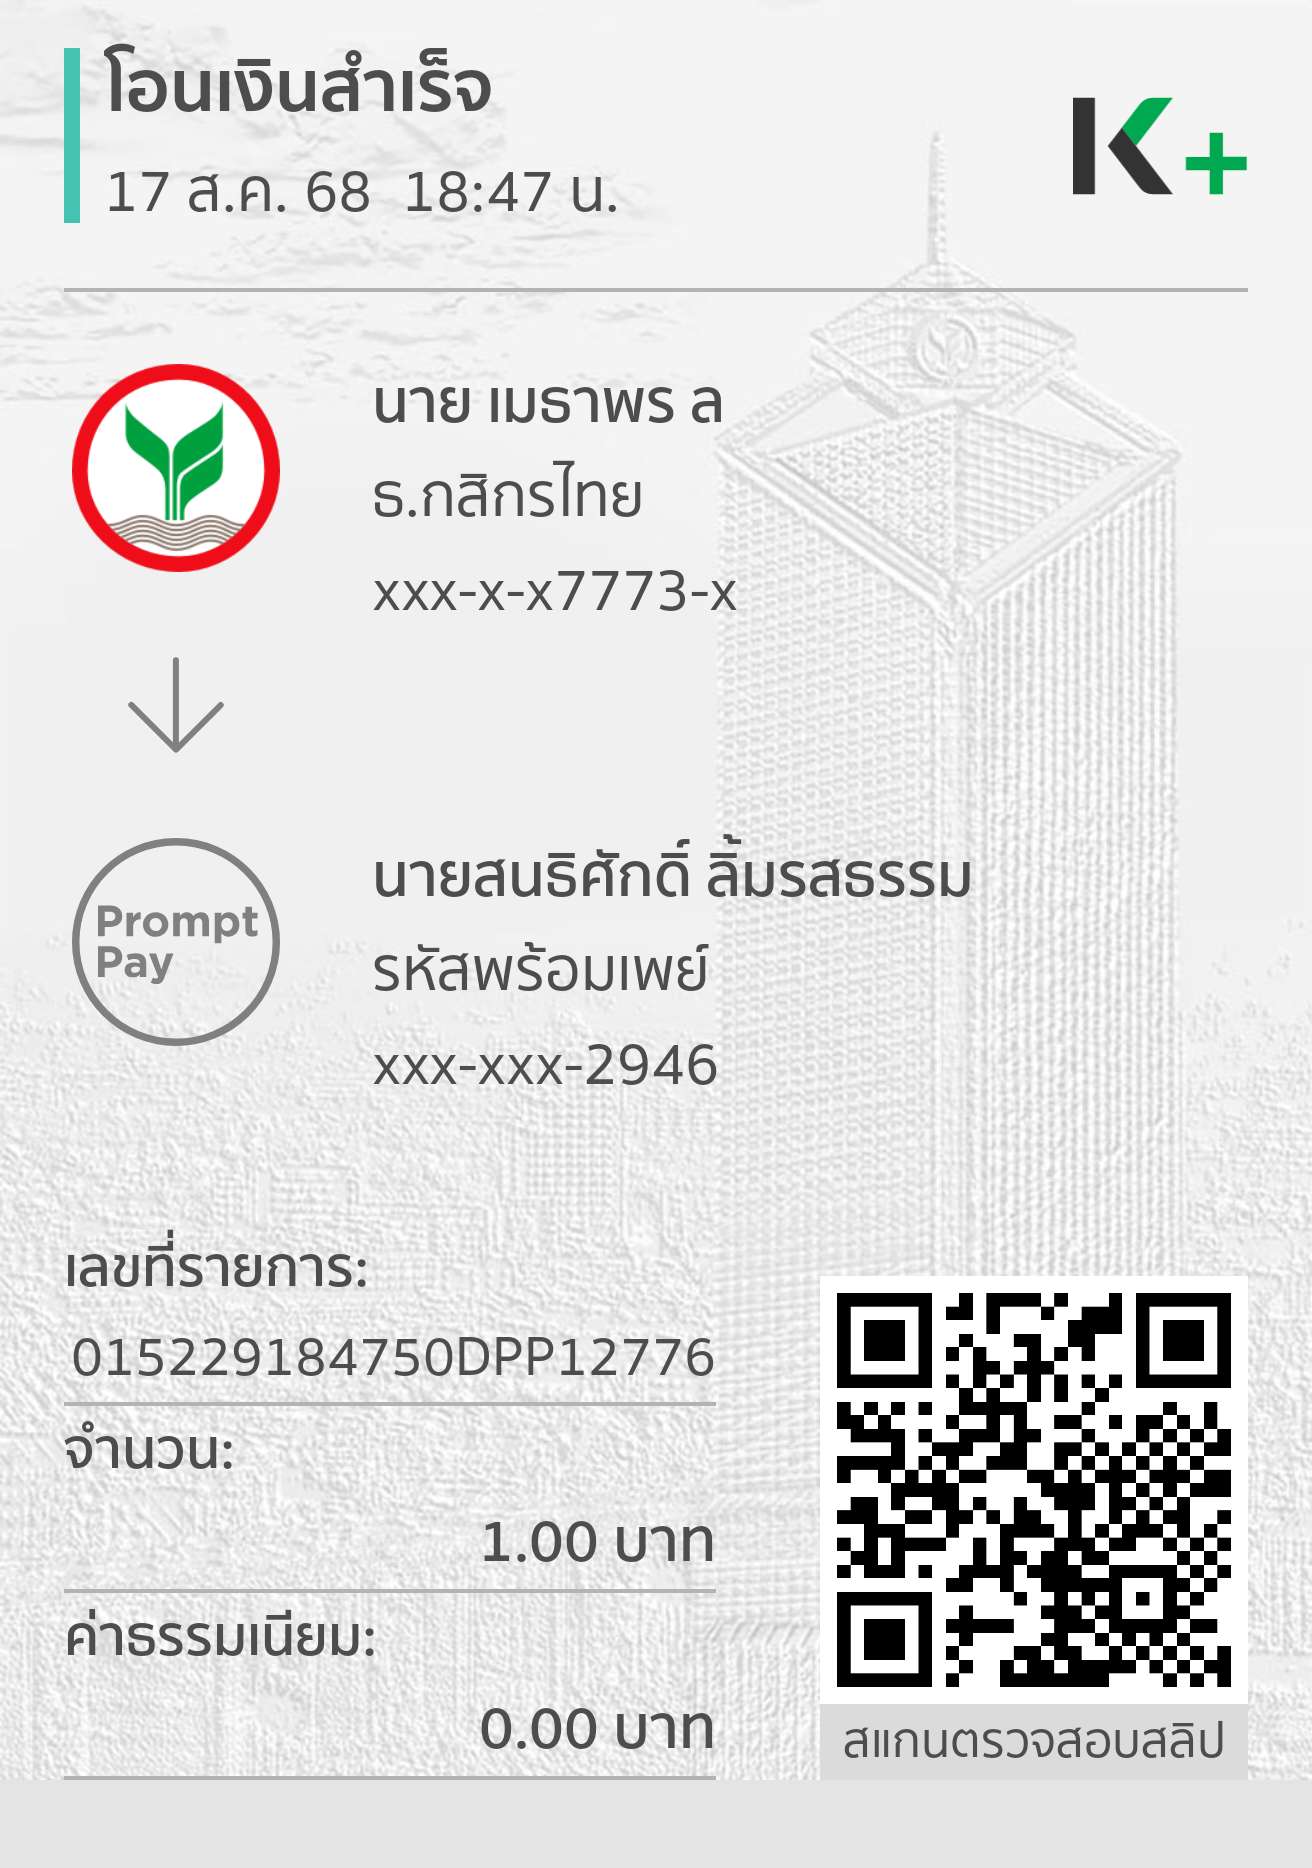 โอนเงินสำเร็จ
17 ส.ค. 68  18:47 น.
K+
นาย เมธาพร ล
ธ.กสิกรไทย
xxx-x-x7773-x
Prompt
Pay
นายสนธิศักดิ์ ลิ้มรสธรรม
รหัสพร้อมเพย์
xxx-xxx-2946
เลขที่รายการ:
015229184750DPP12776
จำนวน:
1.00 บาท
ค่าธรรมเนียม:
0.00 บาท
สแกนตรวจสอบสลิป